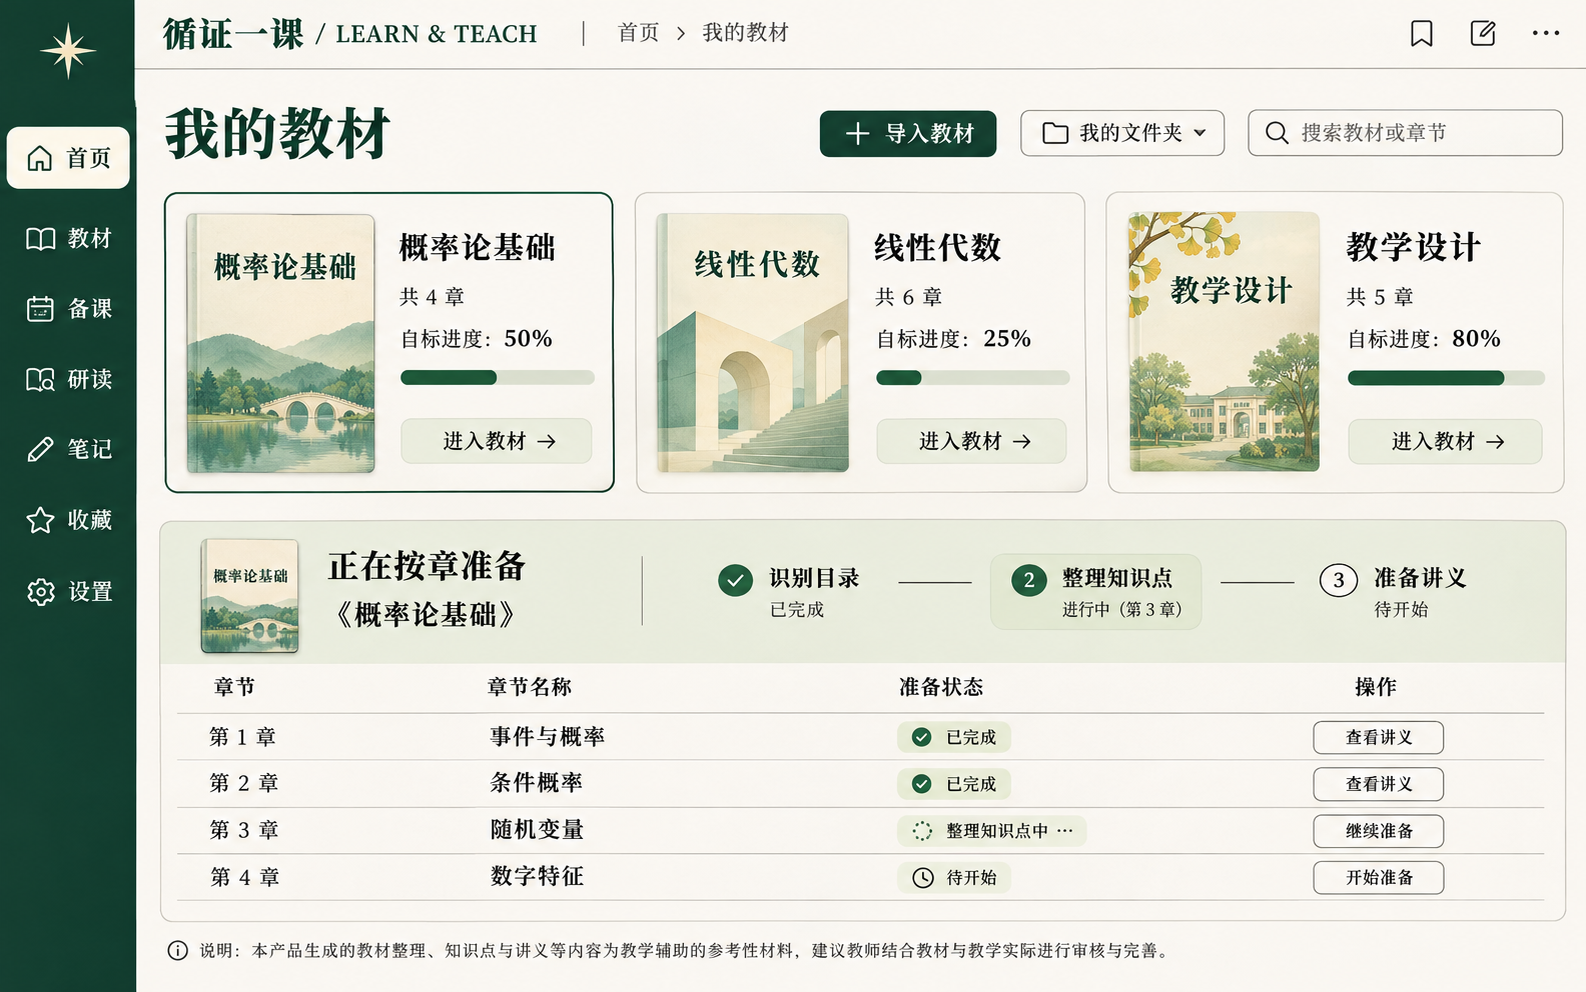 循证一课 / LEARN & TEACH
首页 > 我的教材
首页
教材
备课
研读
笔记
收藏
设置
我的教材
导入教材
我的文件夹
搜索教材或章节
概率论基础
概率论基础
共 4 章
自标进度：50%
进入教材 →
线性代数
线性代数
共 6 章
自标进度：25%
进入教材 →
教学设计
教学设计
共 5 章
自标进度：80%
进入教材 →
概率论基础
正在按章准备
《概率论基础》
识别目录
已完成
2 整理知识点
进行中（第 3 章）
3 准备讲义
待开始
章节 章节名称 准备状态 操作
第 1 章 事件与概率 已完成 查看讲义
第 2 章 条件概率 已完成 查看讲义
第 3 章 随机变量 整理知识点中 ··· 继续准备
第 4 章 数字特征 待开始 开始准备
说明：本产品生成的教材整理、知识点与讲义等内容为教学辅助的参考性材料，建议教师结合教材与教学实际进行审核与完善。